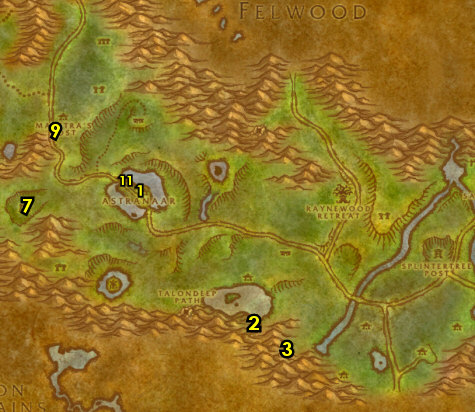 FELWOOD
9
11
1
ASTRANAAR
7
RAYNEWOOD
RETREAT
SPLINTERTREE
POST
TALONDEEP
PATH
2
3